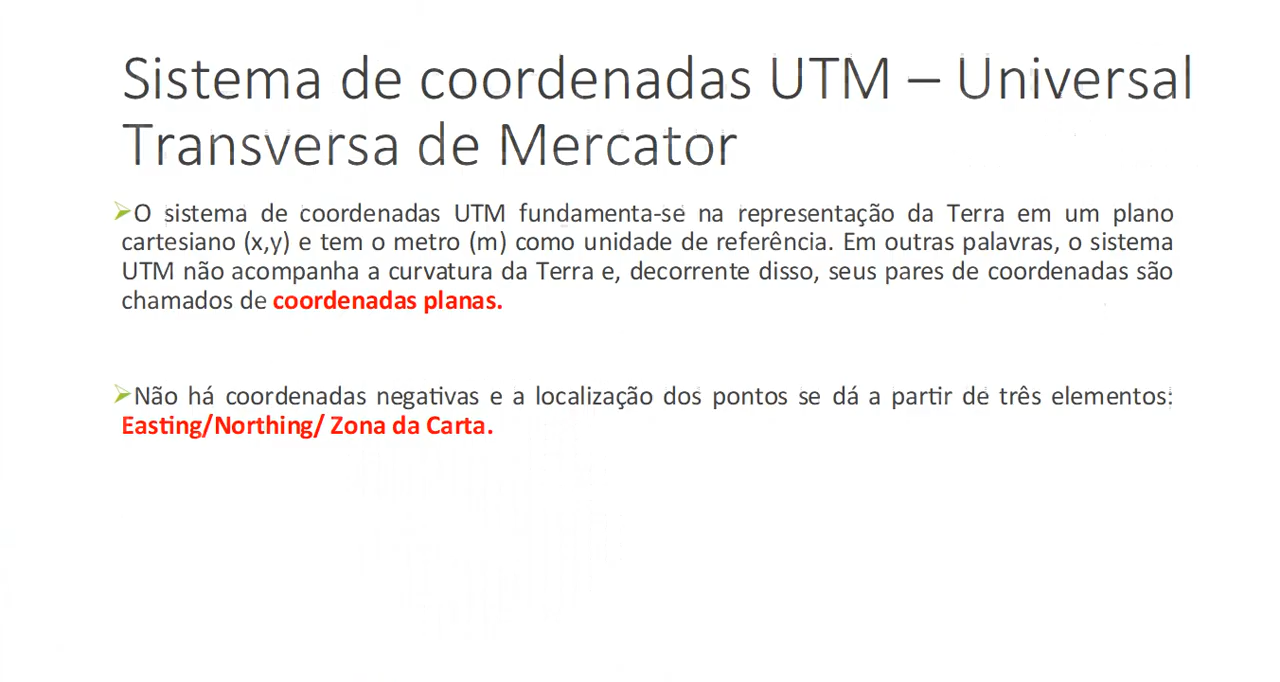 Sistema de coordenadas UTM – Universal
Transversa de Mercator
➢O sistema de coordenadas UTM fundamenta-se na representação da Terra em um plano
cartesiano (x,y) e tem o metro (m) como unidade de referência. Em outras palavras, o sistema
UTM não acompanha a curvatura da Terra e, decorrente disso, seus pares de coordenadas são
chamados de coordenadas planas.
➢Não há coordenadas negativas e a localização dos pontos se dá a partir de três elementos:
Easting/Northing/ Zona da Carta.